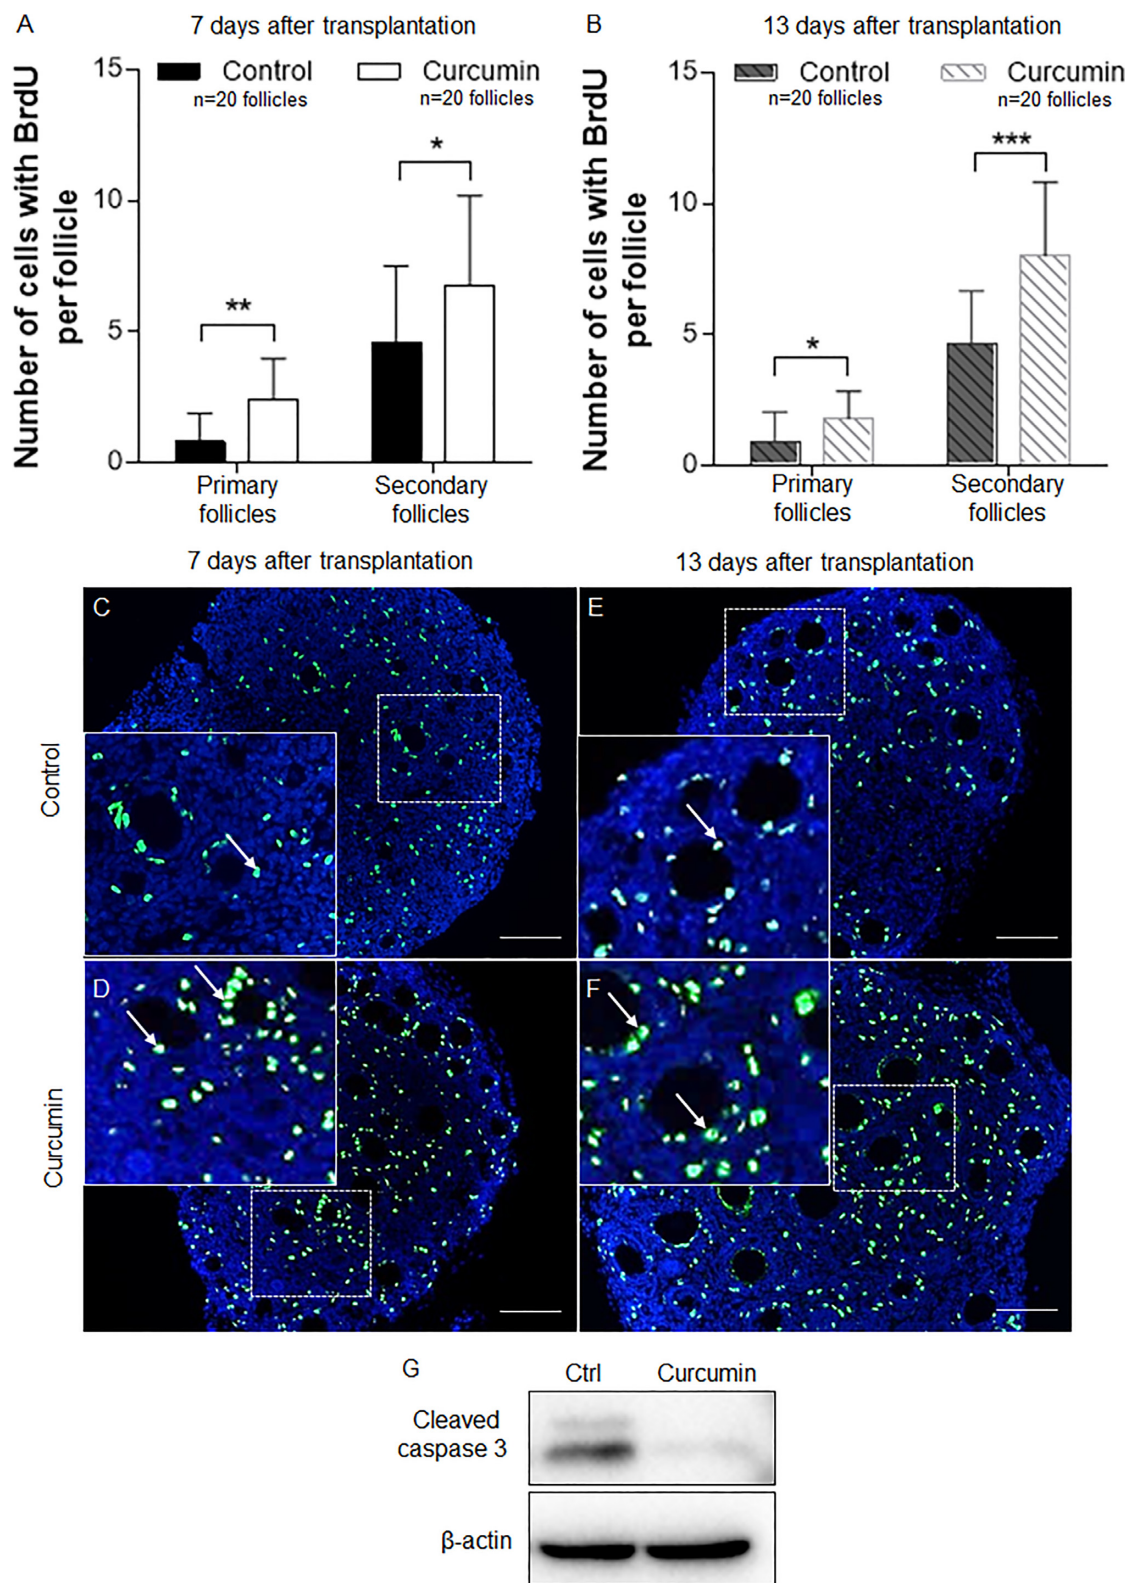 A
7 days after transplantation
Number of cells with BrdU
per follicle
15
10
5
0
Control
n=20 follicles
Curcumin
n=20 follicles
**
*
Primary
follicles
Secondary
follicles
B
13 days after transplantation
Number of cells with BrdU
per follicle
15
10
5
0
Control
n=20 follicles
Curcumin
n=20 follicles
*
***
Primary
follicles
Secondary
follicles
7 days after transplantation
13 days after transplantation
Control
C
E
Curcumin
D
F
G
Ctrl
Curcumin
Cleaved
caspase 3
β-actin